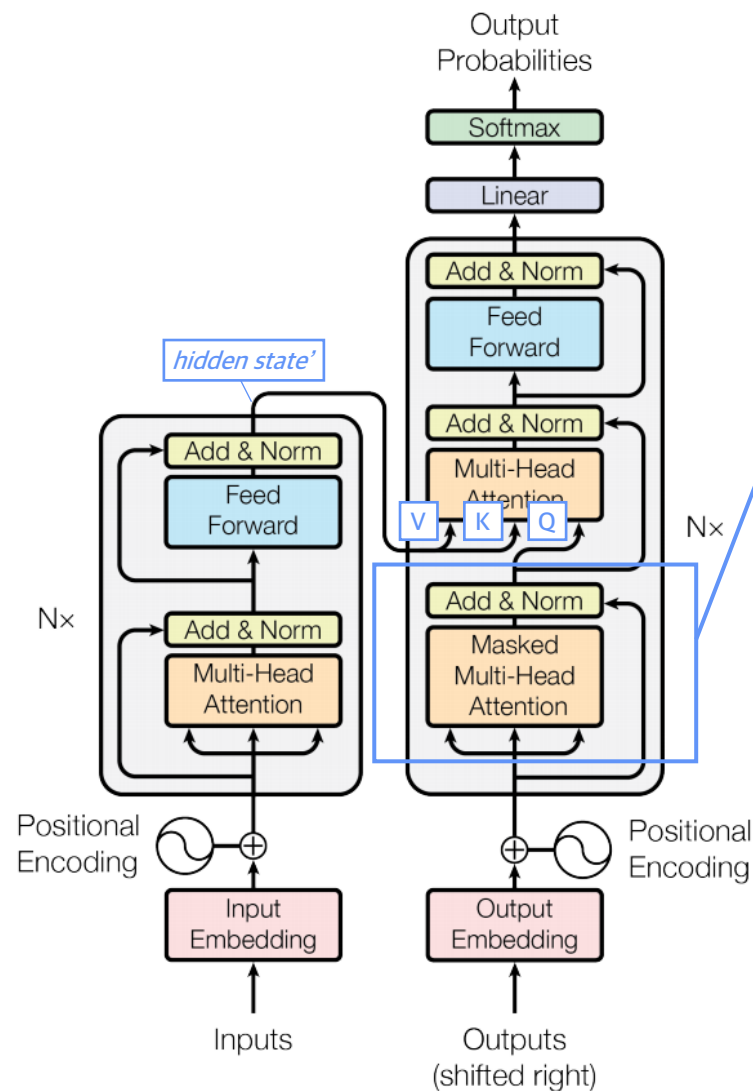 Output
Probabilities
Softmax
Linear
Add & Norm
Feed
Forward
hidden state’
Add & Norm
Add & Norm
Multi-Head
Attention
Feed
Forward
V
K
Q
N×
Add & Norm
N×
Add & Norm
Masked
Multi-Head
Attention
Multi-Head
Attention
Positional
Encoding
Positional
Encoding
Input
Embedding
Output
Embedding
Inputs
Outputs
(shifted right)